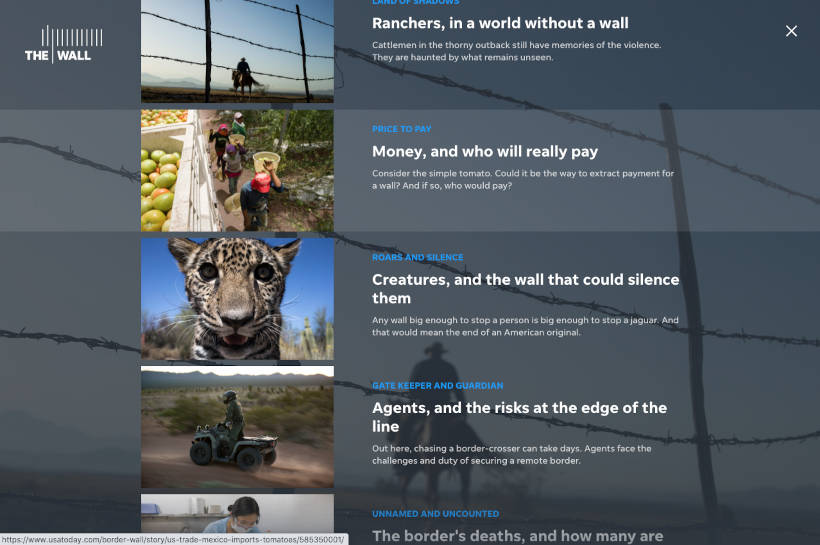 LAND OF SHADOWS
Ranchers, in a world without a wall
Cattlemen in the thorny outback still have memories of the violence.
They are haunted by what remains unseen.
THE WALL
PRICE TO PAY
Money, and who will really pay
Consider the simple tomato. Could it be the way to extract payment for
a wall? And if so, who would pay?
ROARS AND SILENCE
Creatures, and the wall that could silence
them
Any wall big enough to stop a person is big enough to stop a jaguar. And
that would mean the end of an American original.
GATE KEEPER AND GUARDIAN
Agents, and the risks at the edge of the
line
Out here, chasing a border-crosser can take days. Agents face the
challenges and duty of securing a remote border.
UNNAMED AND UNCOUNTED
The border's deaths, and how many are
https://www.usatoday.com/border-wall/story/us-trade-mexico-imports-tomatoes/585350001/